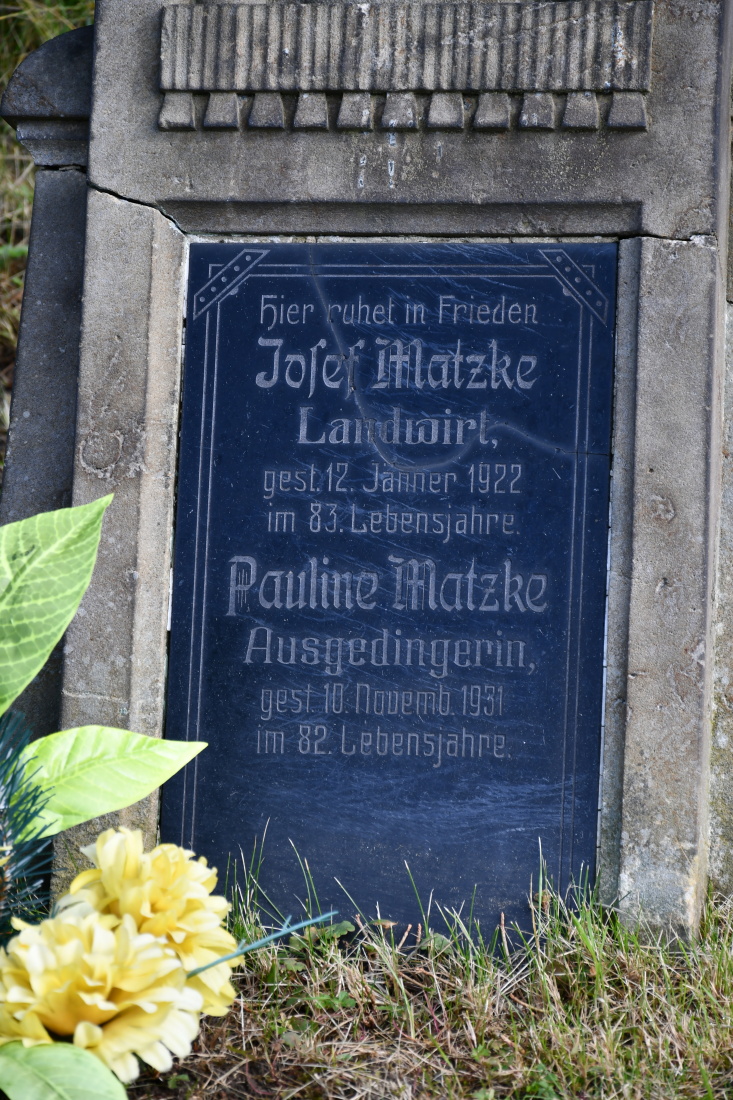 Hier ruhet in Frieden
Josef Matzke
Landwirt,
gest. 12. Jänner 1922
im 83. Lebensjahre.
Pauline Matzke
Ausgedingerin,
gest. 10. Novemb. 1931
im 82. Lebensjahre.